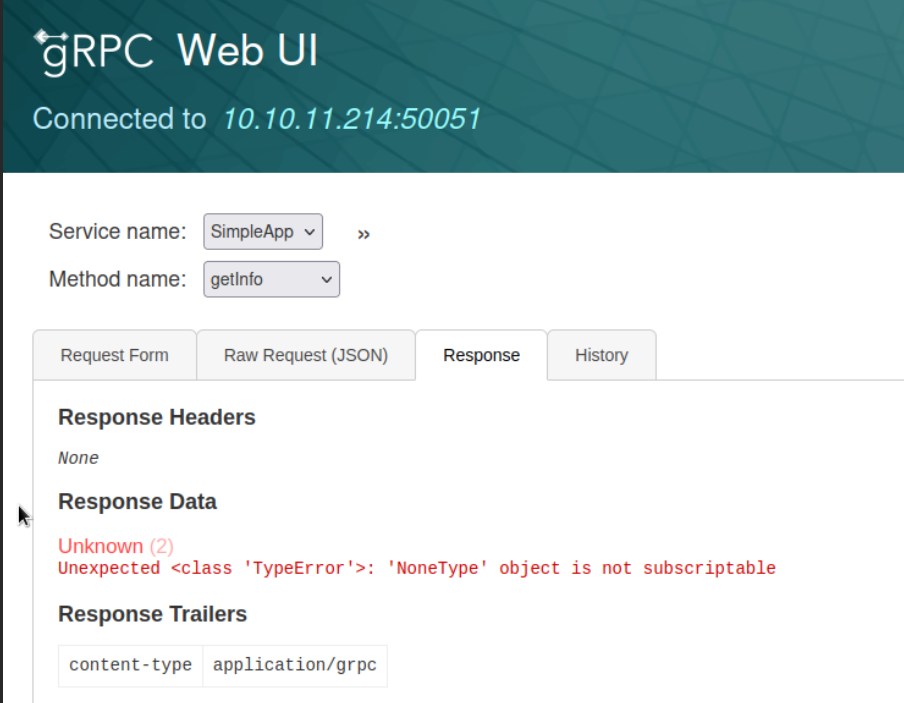 gRPC Web UI
Connected to 10.10.11.214:50051
Service name: SimpleApp »
Method name: getInfo
Request Form Raw Request (JSON) Response History
Response Headers
None
Response Data
Unknown (2)
Unexpected <class 'TypeError'>: 'NoneType' object is not subscriptable
Response Trailers
content-type application/grpc